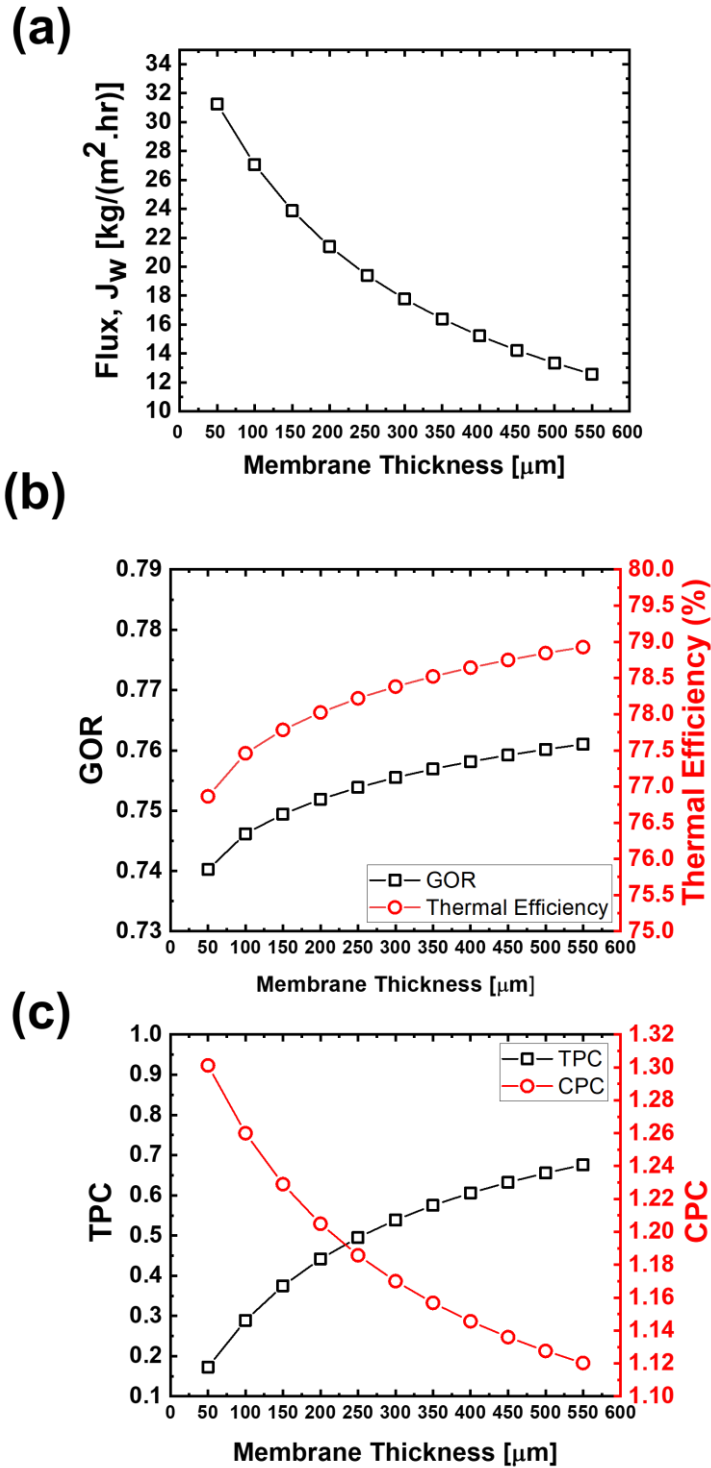 (a)
34
32
30
28
26
24
22
20
18
16
14
12
10
Flux, Jw [kg/(m².hr)]
0 50 100 150 200 250 300 350 400 450 500 550 600
Membrane Thickness [μm]
(b)
0.79
0.78
0.77
0.76
0.75
0.74
0.73
GOR
80.0
79.5
79.0
78.5
78.0
77.5
77.0
76.5
76.0
75.5
75.0
Thermal Efficiency (%)
GOR
Thermal Efficiency
0 50 100 150 200 250 300 350 400 450 500 550 600
Membrane Thickness [μm]
(c)
1.0
0.9
0.8
0.7
0.6
0.5
0.4
0.3
0.2
0.1
TPC
1.32
1.30
1.28
1.26
1.24
1.22
1.20
1.18
1.16
1.14
1.12
1.10
CPC
TPC
CPC
0 50 100 150 200 250 300 350 400 450 500 550 600
Membrane Thickness [μm]